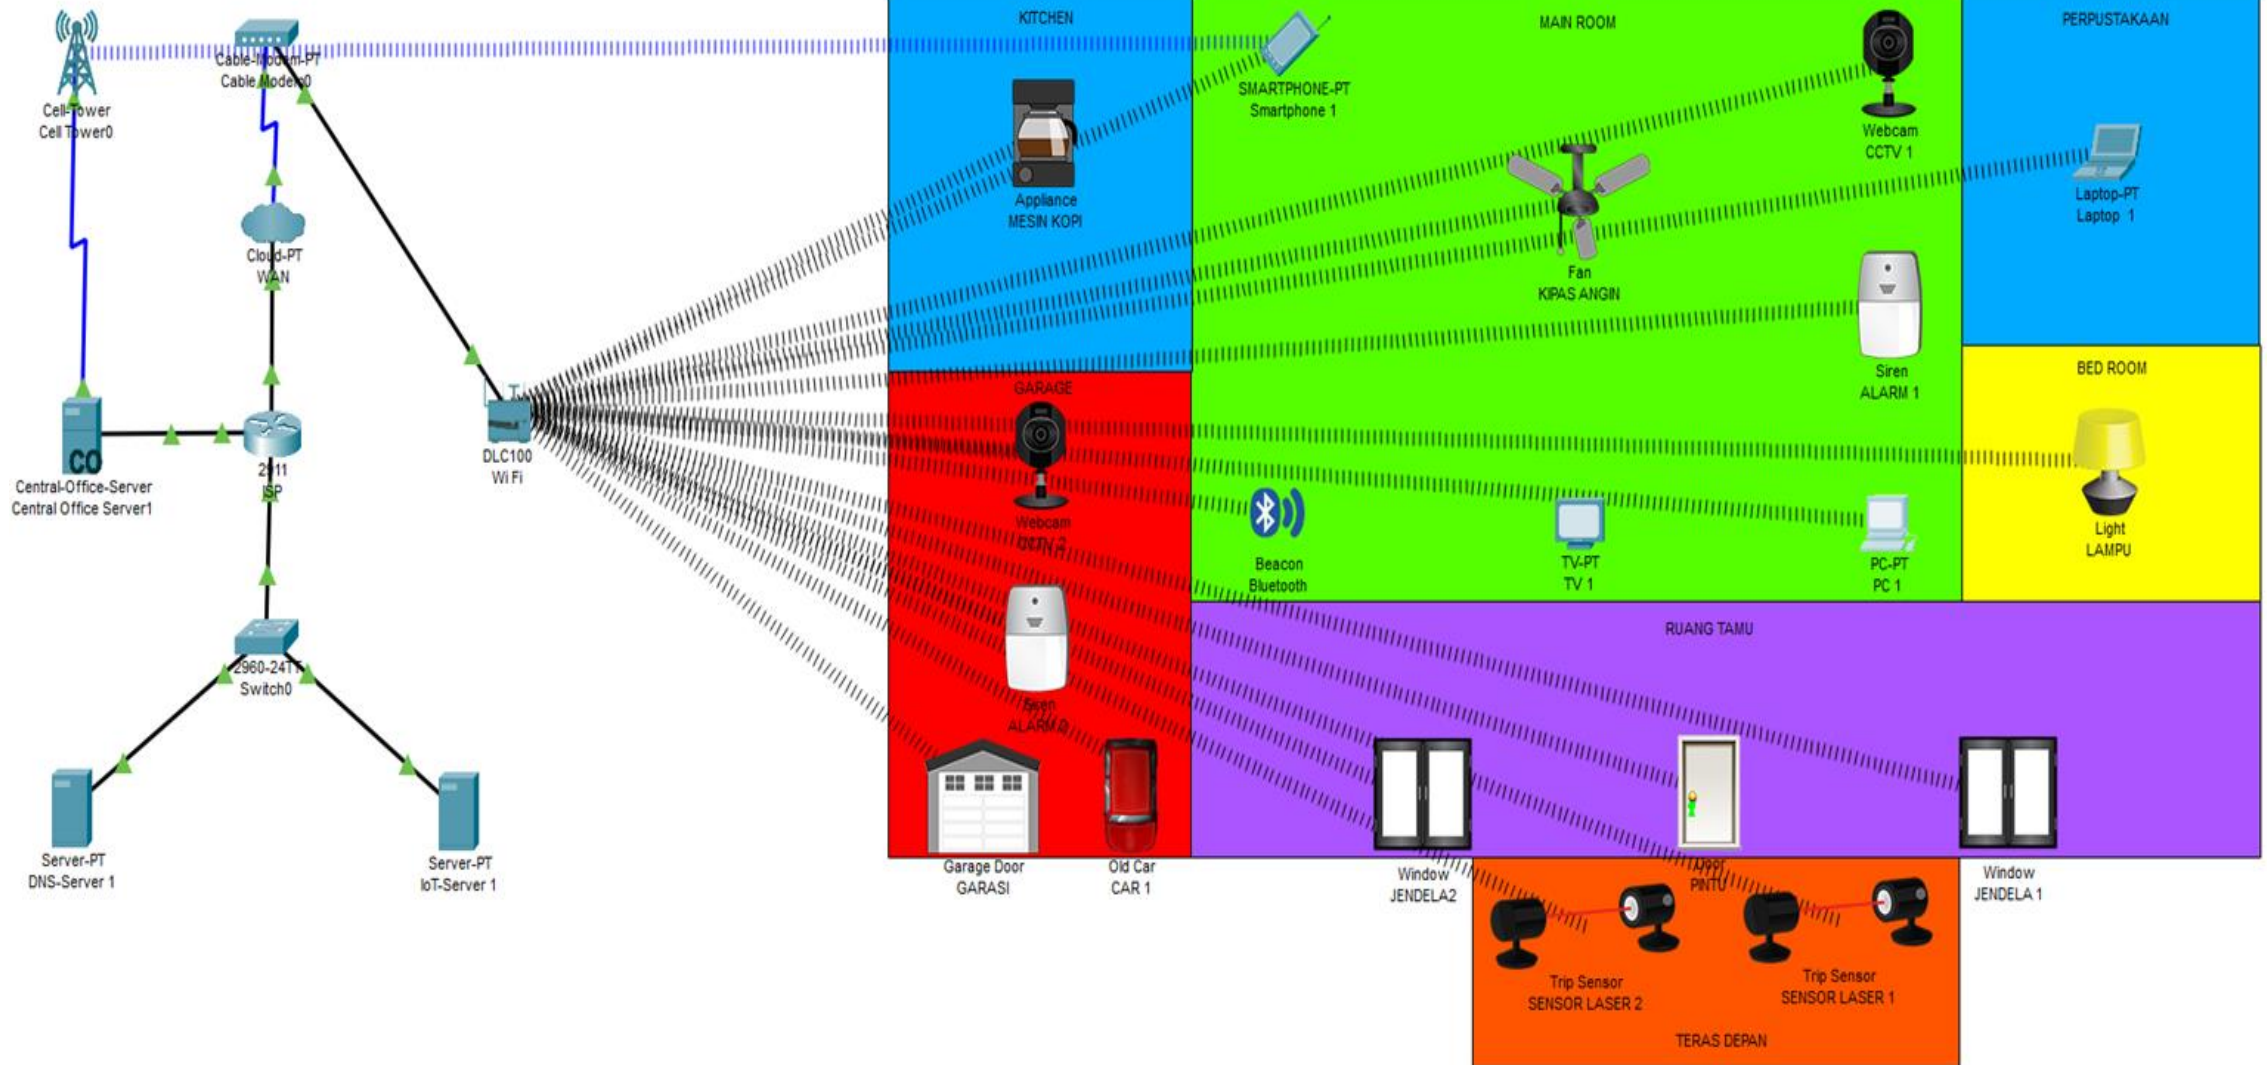 Cable-Modem-PT
Cable Modem0
Cell-Tower
Cell Tower0
Cloud-PT
WAN
DLC100
Wi Fi
CO
Central-Office-Server
Central Office Server1
2911
ISP
2960-24TT
Switch0
Server-PT
DNS-Server 1
Server-PT
IoT-Server 1
KITCHEN
Appliance
MESIN KOPI
MAIN ROOM
SMARTPHONE-PT
Smartphone 1
Webcam
CCTV 1
Fan
KIPAS ANGIN
Siren
ALARM 1
Beacon
Bluetooth
TV-PT
TV 1
PC-PT
PC 1
PERPUSTAKAAN
Laptop-PT
Laptop 1
BED ROOM
Light
LAMPU
GARAGE
Webcam
CCTV 2
Siren
Garage Door
GARASI
Old Car
CAR 1
RUANG TAMU
Window
JENDELA2
Door
PINTU
Window
JENDELA 1
Trip Sensor
SENSOR LASER 2
Trip Sensor
SENSOR LASER 1
TERAS DEPAN